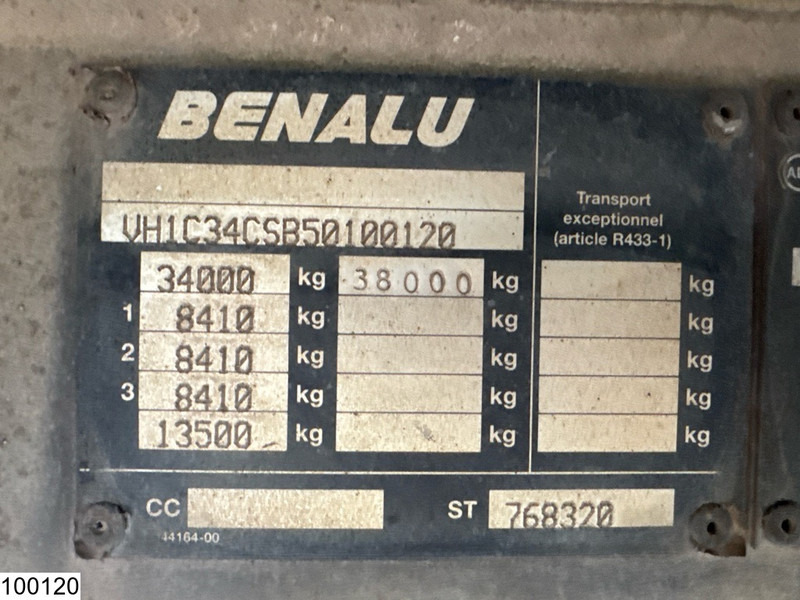 BENALU
VH1C34CSB50100120
Transport
exceptionnel
(article R433-1)
34000 kg 38000 kg kg
1 8410 kg kg kg
2 8410 kg kg kg
3 8410 kg kg kg
13500 kg kg kg
CC ST 768320
44164-00
100120